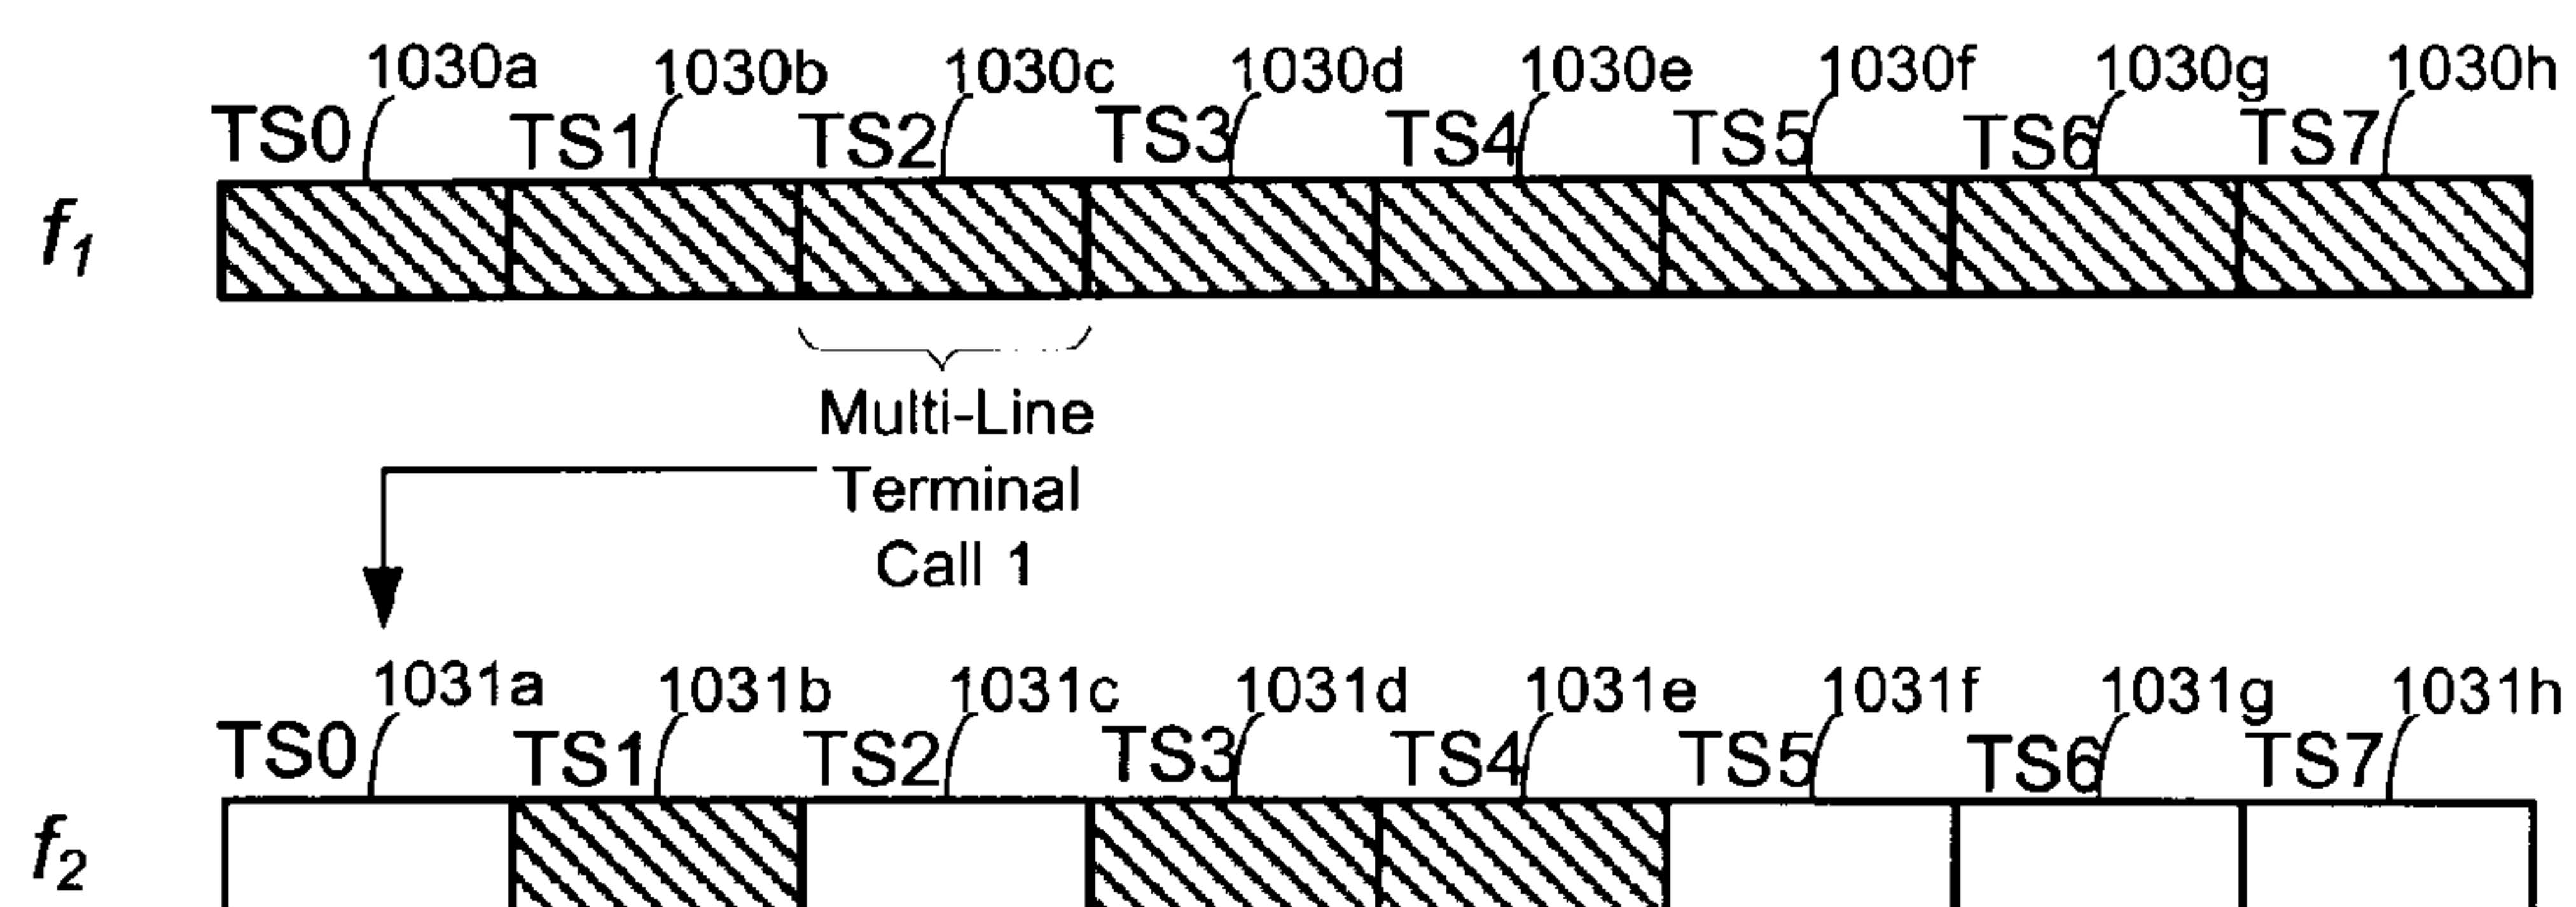 1030a 1030b 1030c 1030d 1030e 1030f 1030g 1030h
TS0 TS1 TS2 TS3 TS4 TS5 TS6 TS7
f1
Multi-Line
Terminal
Call 1
1031a 1031b 1031c 1031d 1031e 1031f 1031g 1031h
TS0 TS1 TS2 TS3 TS4 TS5 TS6 TS7
f2